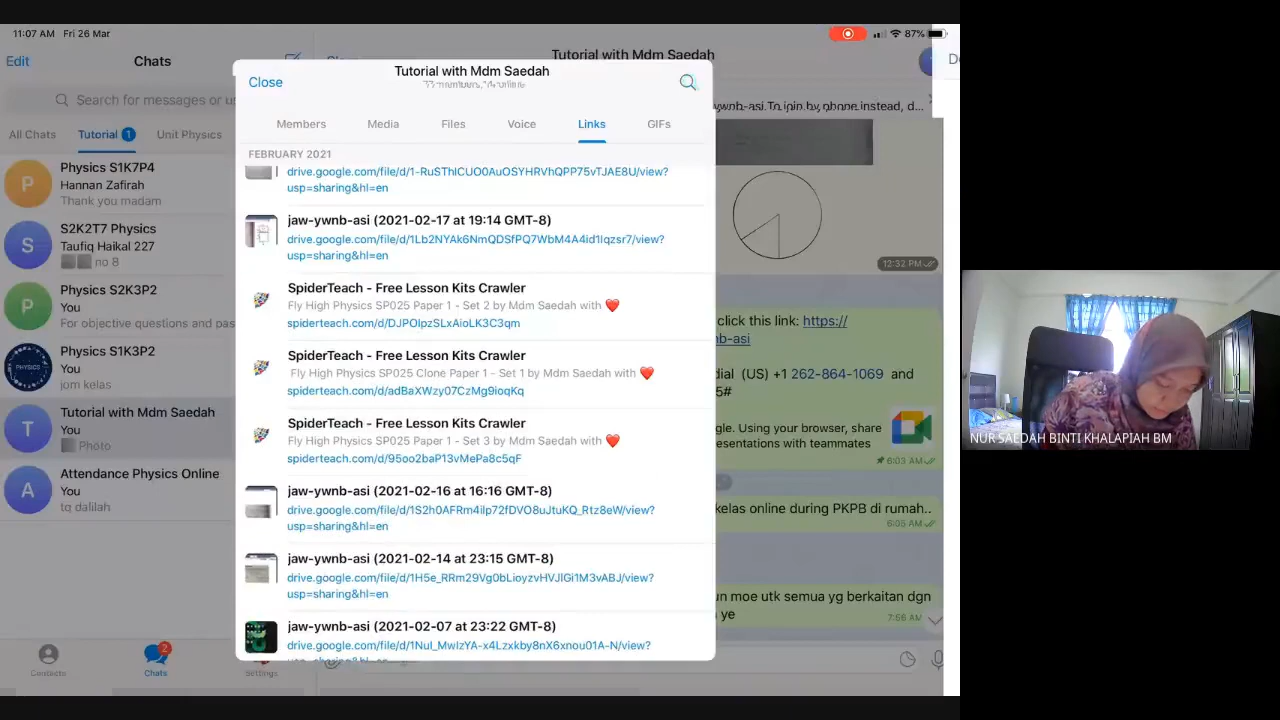 11:07 AM Fri 26 Mar
87%
Edit
Chats
Search for messages or us
All Chats
Tutorial 1
Unit Physics
P
Physics S1K7P4
Hannan Zafirah
Thank you madam
S
S2K2T7 Physics
Taufiq Haikal 227
no 8
P
Physics S2K3P2
You
For objective questions and pas
PHYSICS
Physics S1K3P2
You
jom kelas
T
Tutorial with Mdm Saedah
You
Photo
A
Attendance Physics Online
You
tq dalilah
Contacts
2
Chats
Settings
Close
Tutorial with Mdm Saedah
Members
Media
Files
Voice
Links
GIFs
FEBRUARY 2021
drive.google.com/file/d/1-RuSThICUO0AuOSYHRVhQPP75vTJAE8U/view?
usp=sharing&hl=en
jaw-ywnb-asi (2021-02-17 at 19:14 GMT-8)
drive.google.com/file/d/1Lb2NYAk6NmQDSfPQ7WbM4A4id1Iqzsr7/view?
usp=sharing&hl=en
SpiderTeach - Free Lesson Kits Crawler
Fly High Physics SP025 Paper 1 - Set 2 by Mdm Saedah with ❤️
spiderteach.com/d/DJPOIpzSLxAioLK3C3qm
SpiderTeach - Free Lesson Kits Crawler
Fly High Physics SP025 Clone Paper 1 - Set 1 by Mdm Saedah with ❤️
spiderteach.com/d/adBaXWzy07CzMg9ioqKq
SpiderTeach - Free Lesson Kits Crawler
Fly High Physics SP025 Paper 1 - Set 3 by Mdm Saedah with ❤️
spiderteach.com/d/95oo2baP13vMePa8c5qF
jaw-ywnb-asi (2021-02-16 at 16:16 GMT-8)
drive.google.com/file/d/1S2h0AFRm4ilp72fDVO8uJtuKQ_Rtz8eW/view?
usp=sharing&hl=en
jaw-ywnb-asi (2021-02-14 at 23:15 GMT-8)
drive.google.com/file/d/1H5e_RRm29Vg0bLioyzvHVJIGi1M3vABJ/view?
usp=sharing&hl=en
jaw-ywnb-asi (2021-02-07 at 23:22 GMT-8)
drive.google.com/file/d/1NuI_MwIzYA-x4Lzxkby8nX6xnou01A-N/view?
Tutorial with Mdm Saedah
ywnb-asi. To join by phone instead, d...
12:32 PM
click this link: https://
nb-asi
dial (US) +1 262-864-1069 and
5#
gle. Using your browser, share
esentations with teammates
6:03 AM
kelas online during PKPB di rumah..
6:05 AM
un moe utk semua yg berkaitan dgn
ye
7:56 AM
NUR SAEDAH BINTI KHALAPIAH BM